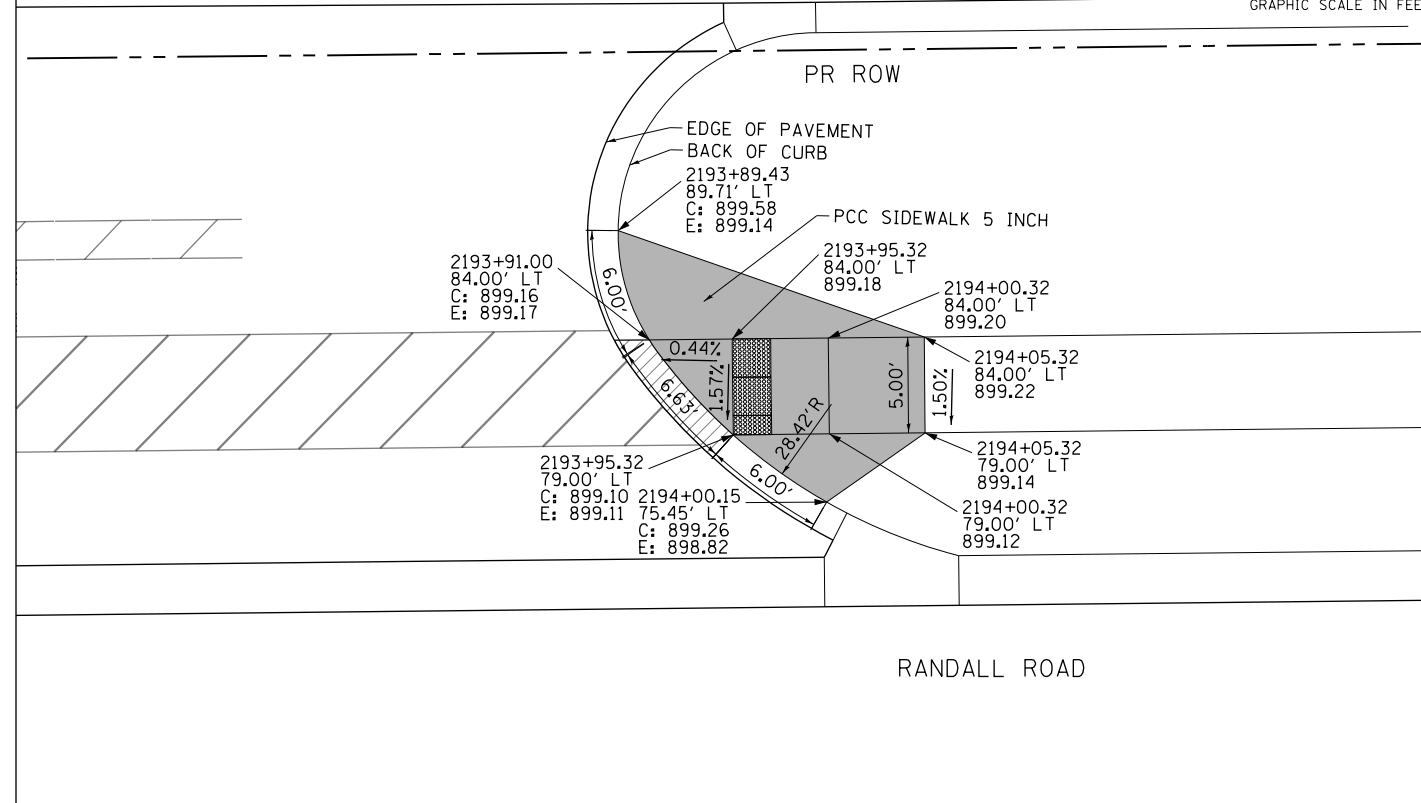 GRAPHIC SCALE IN FEE
PR ROW
EDGE OF PAVEMENT
BACK OF CURB
2193+89.43
89.71' LT
C: 899.58
E: 899.14
PCC SIDEWALK 5 INCH
2193+95.32
84.00' LT
899.18
2193+91.00
84.00' LT
C: 899.16
E: 899.17
2194+00.32
84.00' LT
899.20
6.00'
0.44%
1.57%
6.63'
5.00'
1.50%
2194+05.32
84.00' LT
899.22
28.42'R
6.00'
2193+95.32
79.00' LT
C: 899.10
E: 899.11
2194+00.15
75.45' LT
C: 899.26
E: 898.82
2194+05.32
79.00' LT
899.14
2194+00.32
79.00' LT
899.12
RANDALL ROAD